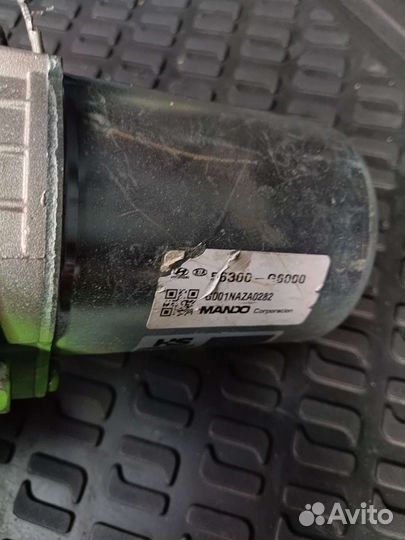 56300-G6000
G001NAZA0282
MANDO Corporation
Avito